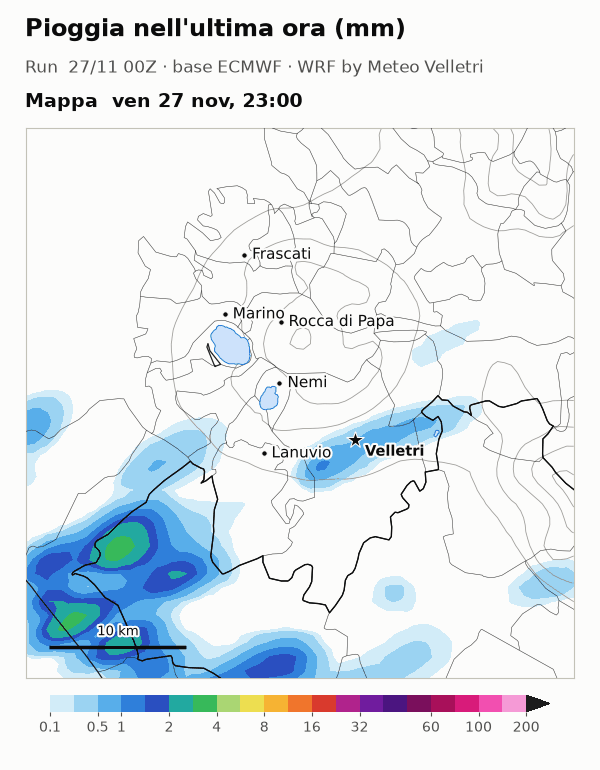 Pioggia nell'ultima ora (mm)
Run  27/11 00Z · base ECMWF · WRF by Meteo Velletri
Mappa  ven 27 nov, 23:00
Frascati
Marino
Rocca di Papa
Nemi
Velletri
Lanuvio
10 km
0.1 0.5 1 2 4 8 16 32 60 100 200